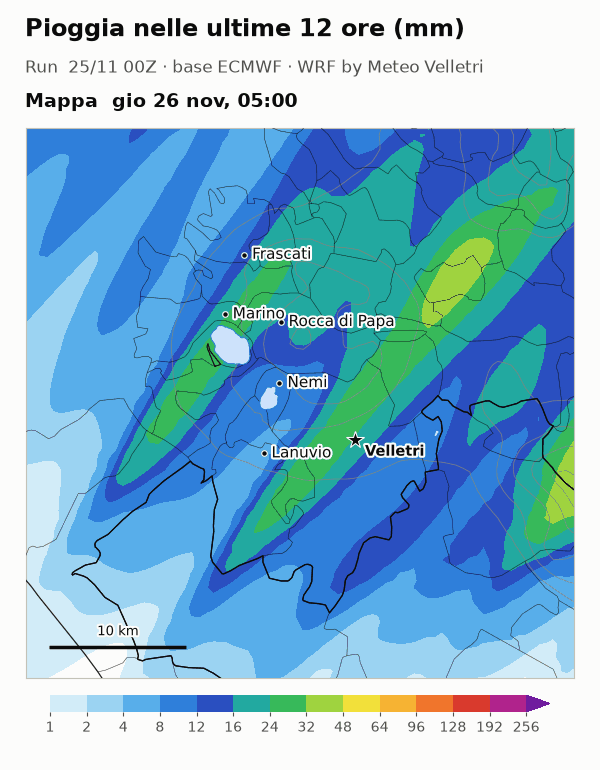 Pioggia nelle ultime 12 ore (mm)
Run  25/11 00Z · base ECMWF · WRF by Meteo Velletri
Mappa  gio 26 nov, 05:00
Frascati
Marino
Rocca di Papa
Nemi
Velletri
Lanuvio
10 km
1 2 4 8 12 16 24 32 48 64 96 128 192 256